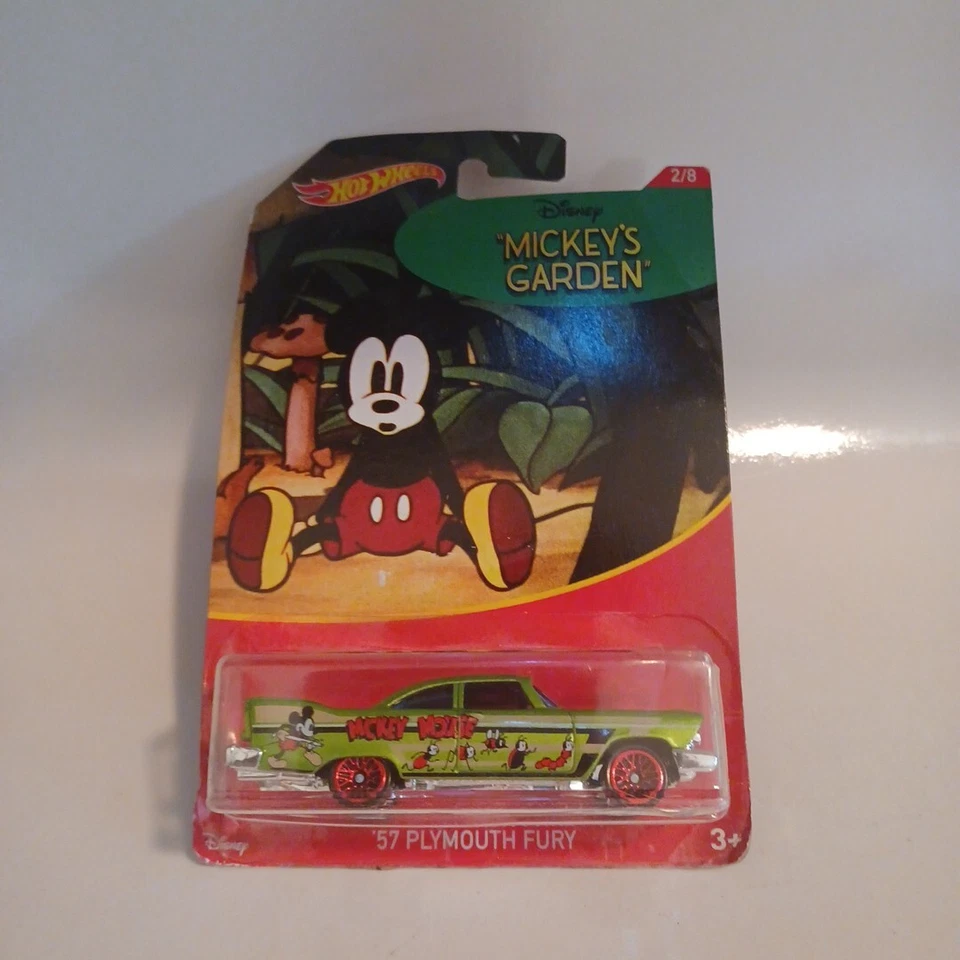 HOT WHEELS
2/8
Disney
"MICKEY'S
GARDEN"
MICKEY MOUSE
'57 PLYMOUTH FURY
Disney
3+